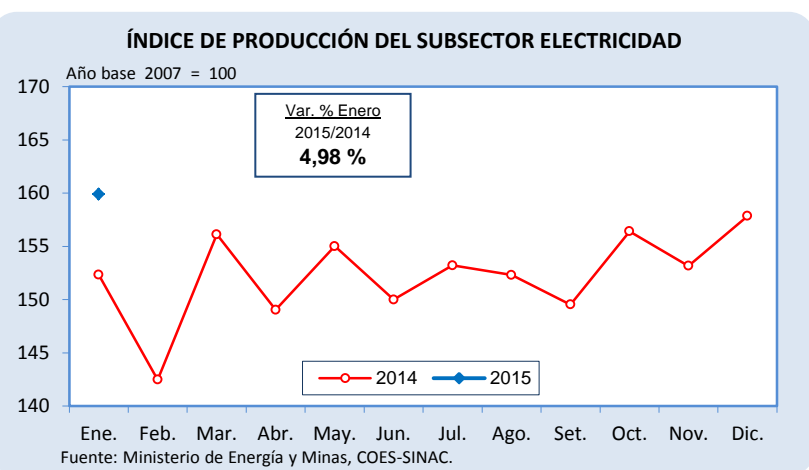 ÍNDICE DE PRODUCCIÓN DEL SUBSECTOR ELECTRICIDAD
Año base 2007 = 100
Var. % Enero
2015/2014
4,98 %
170
165
160
155
150
145
140
2014 2015
Ene. Feb. Mar. Abr. May. Jun. Jul. Ago. Set. Oct. Nov. Dic.
Fuente: Ministerio de Energía y Minas, COES-SINAC.